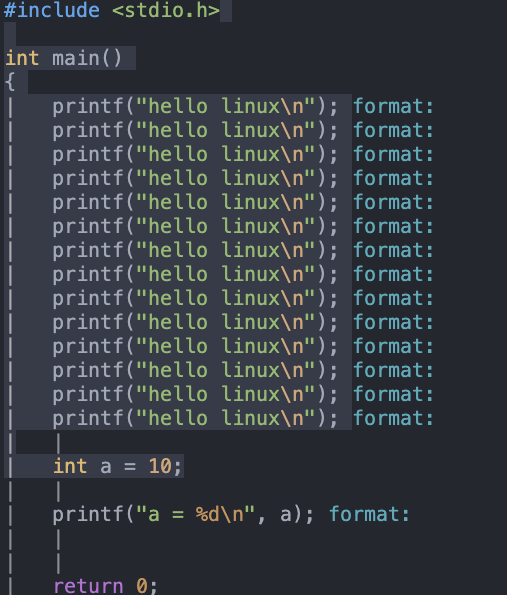 #include <stdio.h>
int main()
{
printf("hello linux\n"); format:
printf("hello linux\n"); format:
printf("hello linux\n"); format:
printf("hello linux\n"); format:
printf("hello linux\n"); format:
printf("hello linux\n"); format:
printf("hello linux\n"); format:
printf("hello linux\n"); format:
printf("hello linux\n"); format:
printf("hello linux\n"); format:
printf("hello linux\n"); format:
printf("hello linux\n"); format:
printf("hello linux\n"); format:
printf("hello linux\n"); format:
int a = 10;
printf("a = %d\n", a); format:
return 0;